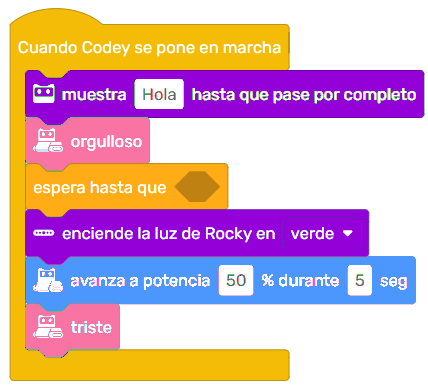 Cuando Codey se pone en marcha
muestra Hola hasta que pase por completo
orgulloso
espera hasta que
enciende la luz de Rocky en verde
avanza a potencia 50 % durante 5 seg
triste